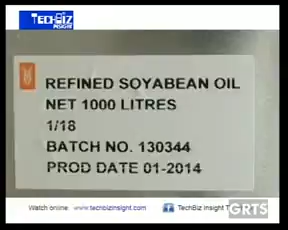 TECHBIZ
INSIGHT
REFINED SOYABEAN OIL
NET 1000 LITRES
1/18
BATCH NO. 130344
PROD DATE 01-2014
Watch online www.techbizinsight.com TechBiz insight T
GRTS